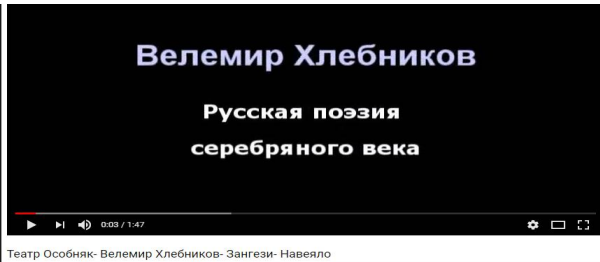 Велемир Хлебников
Русская поэзия
серебряного века
0:03 / 1:47
Театр Особняк- Велемир Хлебников- Зангези- Навеяло